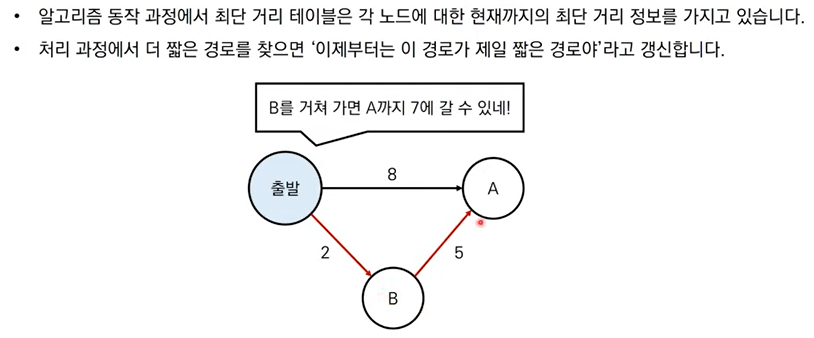 • 알고리즘 동작 과정에서 최단 거리 테이블은 각 노드에 대한 현재까지의 최단 거리 정보를 가지고 있습니다.
• 처리 과정에서 더 짧은 경로를 찾으면 ‘이제부터는 이 경로가 제일 짧은 경로야’라고 갱신합니다.
B를 거쳐 가면 A까지 7에 갈 수 있네!
출발
8
A
2
5
B